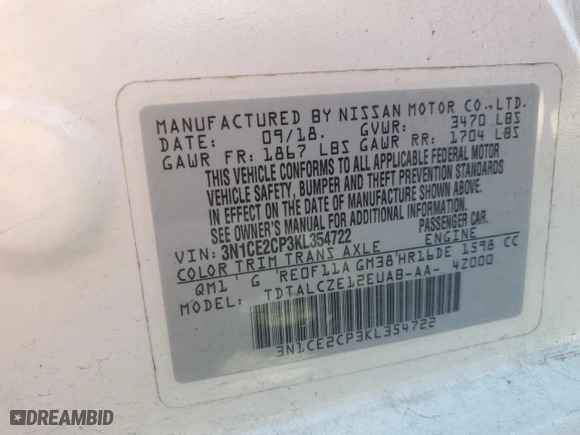 MANUFACTURED BY NISSAN MOTOR CO.,LTD.
DATE: 09/18. GVWR: 3470 LBS
GAWR FR: 1867 LBS GAWR RR: 1704 LBS
THIS VEHICLE CONFORMS TO ALL APPLICABLE FEDERAL MOTOR
VEHICLE SAFETY, BUMPER AND THEFT PREVENTION STANDARDS
IN EFFECT ON THE DATE OF MANUFACTURE SHOWN ABOVE.
SEE OWNER'S MANUAL FOR ADDITIONAL INFORMATION.
VIN: 3N1CE2CP3KL354722 PASSENGER CAR.
COLOR TRIM TRANS AXLE ENGINE
QM1 G RE0F11A GM38 HR16DE 1598 CC
MODEL: TDTALCZE12EUAB-AA- 4Z000
3N1CE2CP3KL354722
DREAMBID